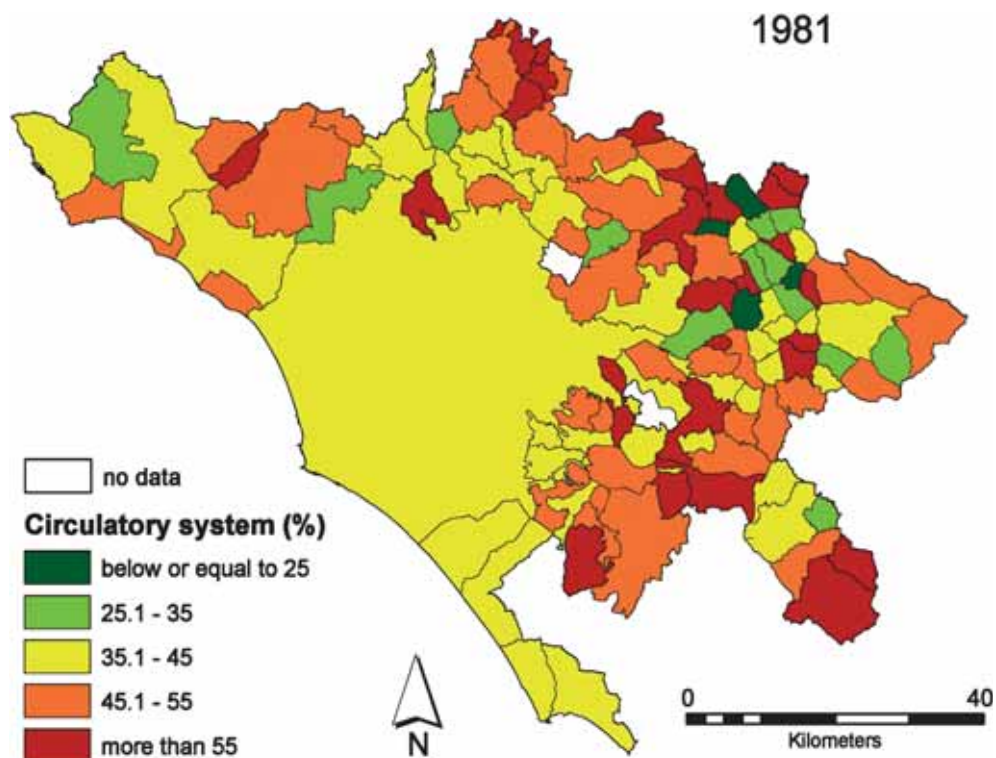 1981
no data
Circulatory system (%)
below or equal to 25
25.1 - 35
35.1 - 45
45.1 - 55
more than 55
N
0 40
Kilometers